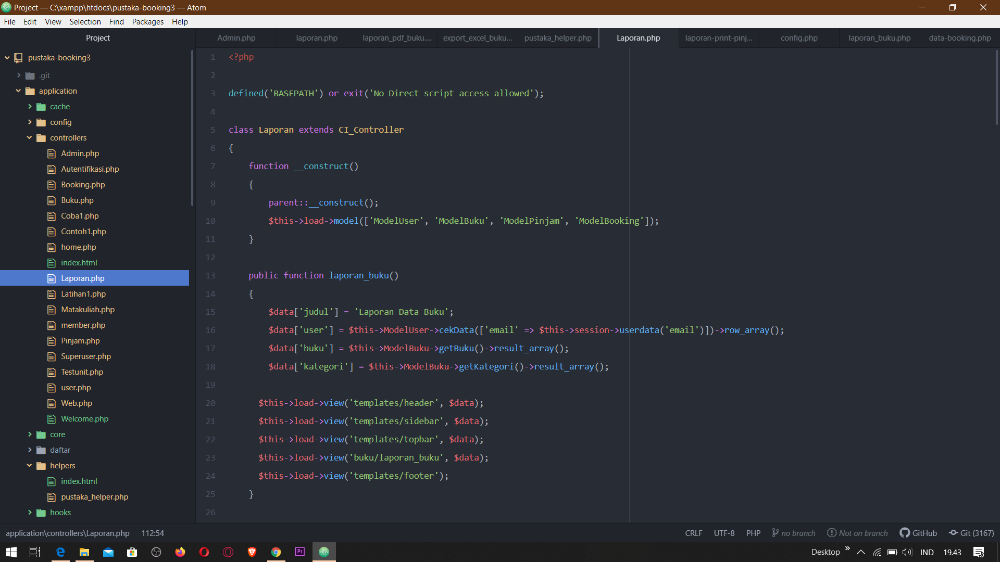 Project — C:\xampp\htdocs\pustaka-booking3 — Atom
File Edit View Selection Find Packages Help
Project
pustaka-booking3
.git
application
cache
config
controllers
Admin.php
Autentifikasi.php
Booking.php
Buku.php
Coba1.php
Contoh1.php
home.php
index.html
Laporan.php
Latihan1.php
Matakuliah.php
member.php
Pinjam.php
Superuser.php
Testunit.php
user.php
Web.php
Welcome.php
core
daftar
helpers
index.html
pustaka_helper.php
hooks
Admin.php laporan.php laporan_pdf_buku.... export_excel_buku... pustaka_helper.php Laporan.php laporan-print-pinj... config.php laporan_buku.php data-booking.php
1 <?php
2
3 defined('BASEPATH') or exit('No Direct script access allowed');
4
5 class Laporan extends CI_Controller
6 {
7     function __construct()
8     {
9         parent::__construct();
10         $this->load->model(['ModelUser', 'ModelBuku', 'ModelPinjam', 'ModelBooking']);
11     }
12
13     public function laporan_buku()
14     {
15         $data['judul'] = 'Laporan Data Buku';
16         $data['user'] = $this->ModelUser->cekData(['email' => $this->session->userdata('email')])->row_array();
17         $data['buku'] = $this->ModelBuku->getBuku()->result_array();
18         $data['kategori'] = $this->ModelBuku->getKategori()->result_array();
19
20       $this->load->view('templates/header', $data);
21       $this->load->view('templates/sidebar', $data);
22       $this->load->view('templates/topbar', $data);
23       $this->load->view('buku/laporan_buku', $data);
24       $this->load->view('templates/footer');
25     }
26
application\controllers\Laporan.php 112:54 CRLF UTF-8 PHP no branch Not on branch GitHub Git (3167)
Pr Desktop » IND 19.43